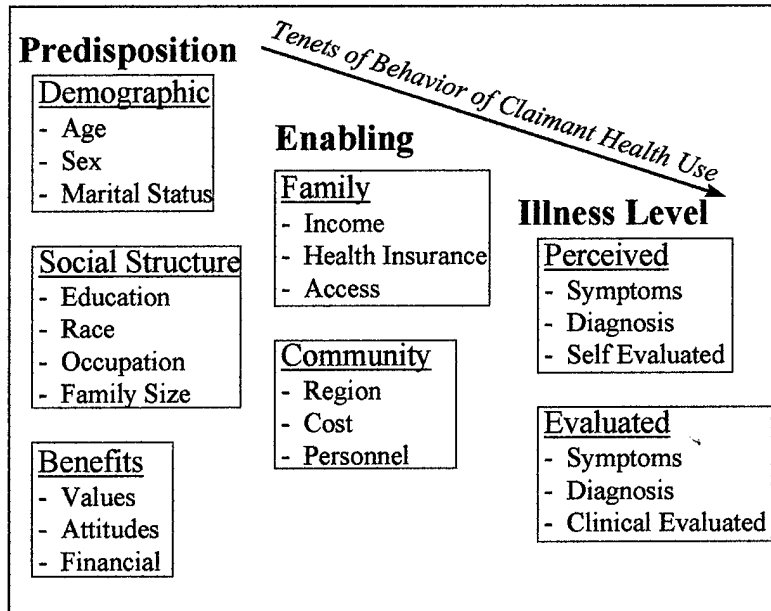 Predisposition
Tenets of Behavior of Claimant Health Use
Demographic
- Age
- Sex
- Marital Status
Social Structure
- Education
- Race
- Occupation
- Family Size
Benefits
- Values
- Attitudes
- Financial
Enabling
Family
- Income
- Health Insurance
- Access
Community
- Region
- Cost
- Personnel
Illness Level
Perceived
- Symptoms
- Diagnosis
- Self Evaluated
Evaluated
- Symptoms
- Diagnosis
- Clinical Evaluated